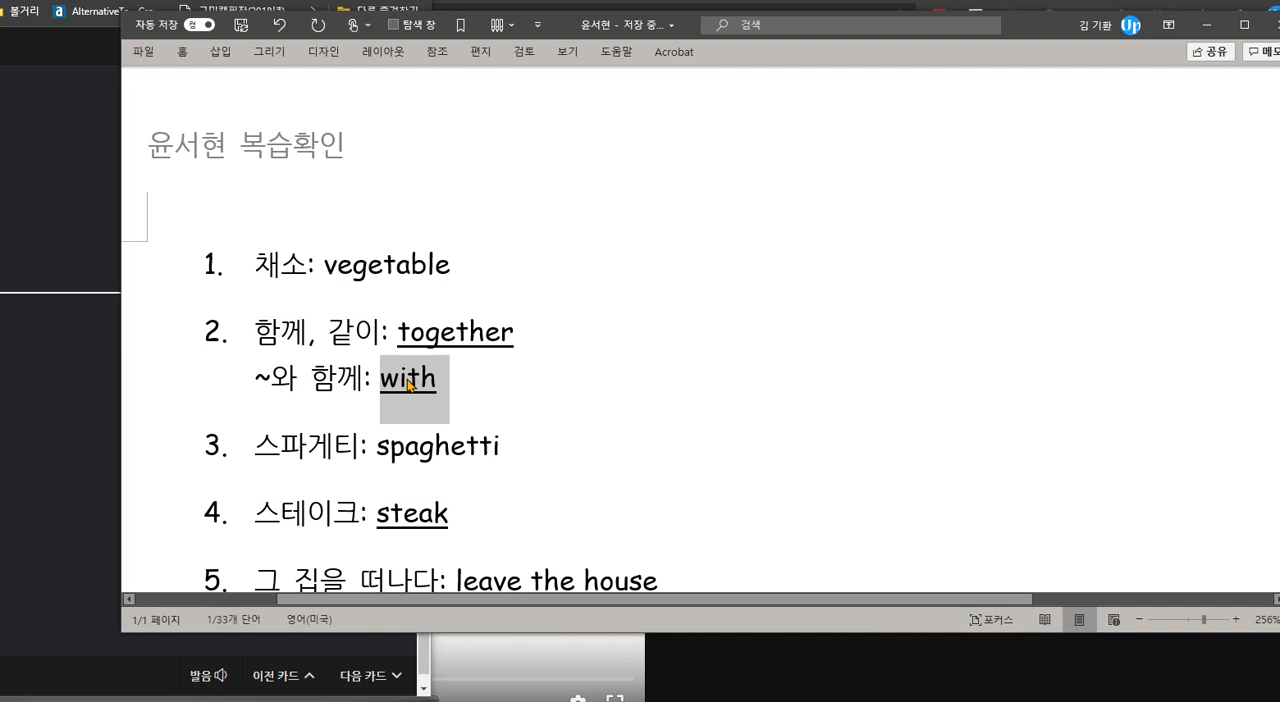 볼거리 AlternativeTo
자동 저장 컴 탐색 창 윤서현 - 저장 중... 검색 김 기환
파일 홈 삽입 그리기 디자인 레이아웃 참조 편지 검토 보기 도움말 Acrobat 공유 메모
윤서현 복습확인
1. 채소: vegetable
2. 함께, 같이: together
~와 함께: with
3. 스파게티: spaghetti
4. 스테이크: steak
5. 그 집을 떠나다: leave the house
1/1 페이지 1/33개 단어 영어(미국) 포커스 256%
발음 이전 카드 다음 카드